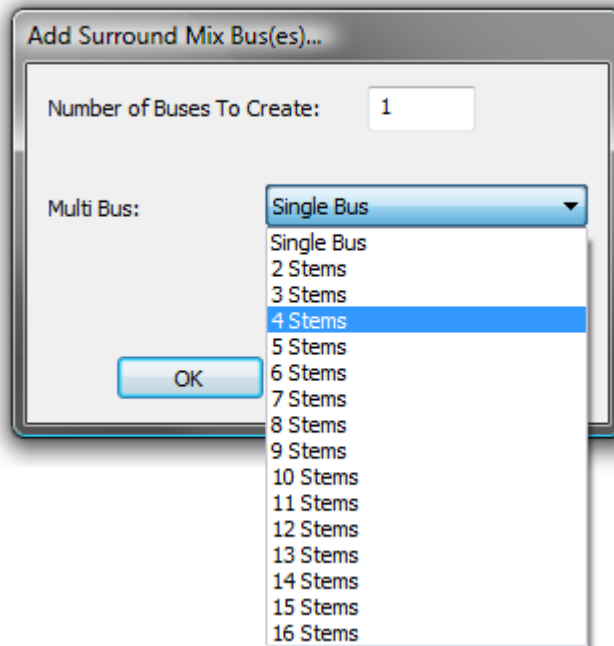 Add Surround Mix Bus(es)...
Number of Buses To Create: 1
Multi Bus: Single Bus
Single Bus
2 Stems
3 Stems
4 Stems
5 Stems
OK
6 Stems
7 Stems
8 Stems
9 Stems
10 Stems
11 Stems
12 Stems
13 Stems
14 Stems
15 Stems
16 Stems